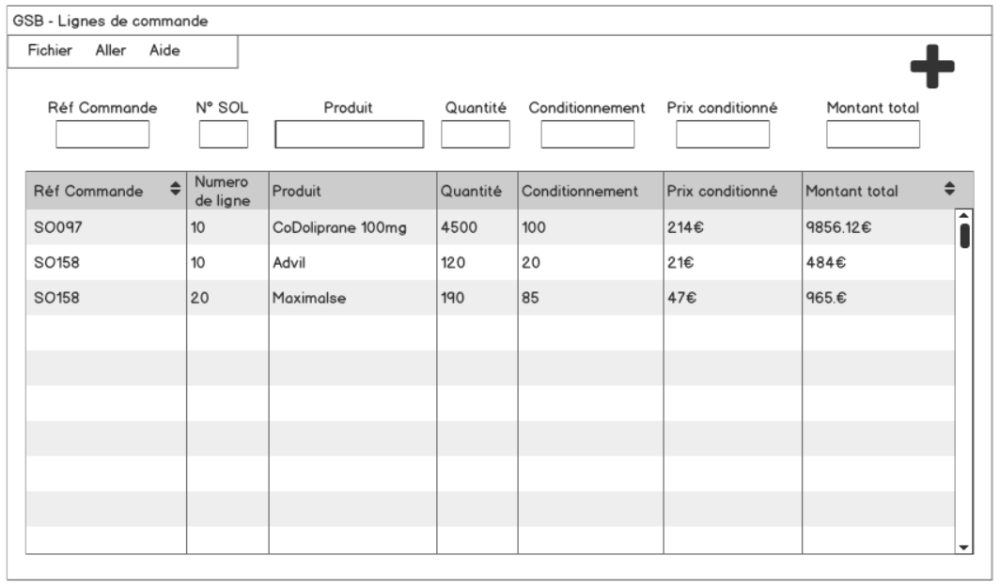 GSB - Lignes de commande
Fichier Aller Aide
Réf Commande N° SOL Produit Quantité Conditionnement Prix conditionné Montant total
Réf Commande Numero de ligne Produit Quantité Conditionnement Prix conditionné Montant total
SO097 10 CoDoliprane 100mg 4500 100 214€ 9856.12€
SO158 10 Advil 120 20 21€ 484€
SO158 20 Maximalse 190 85 47€ 965.€